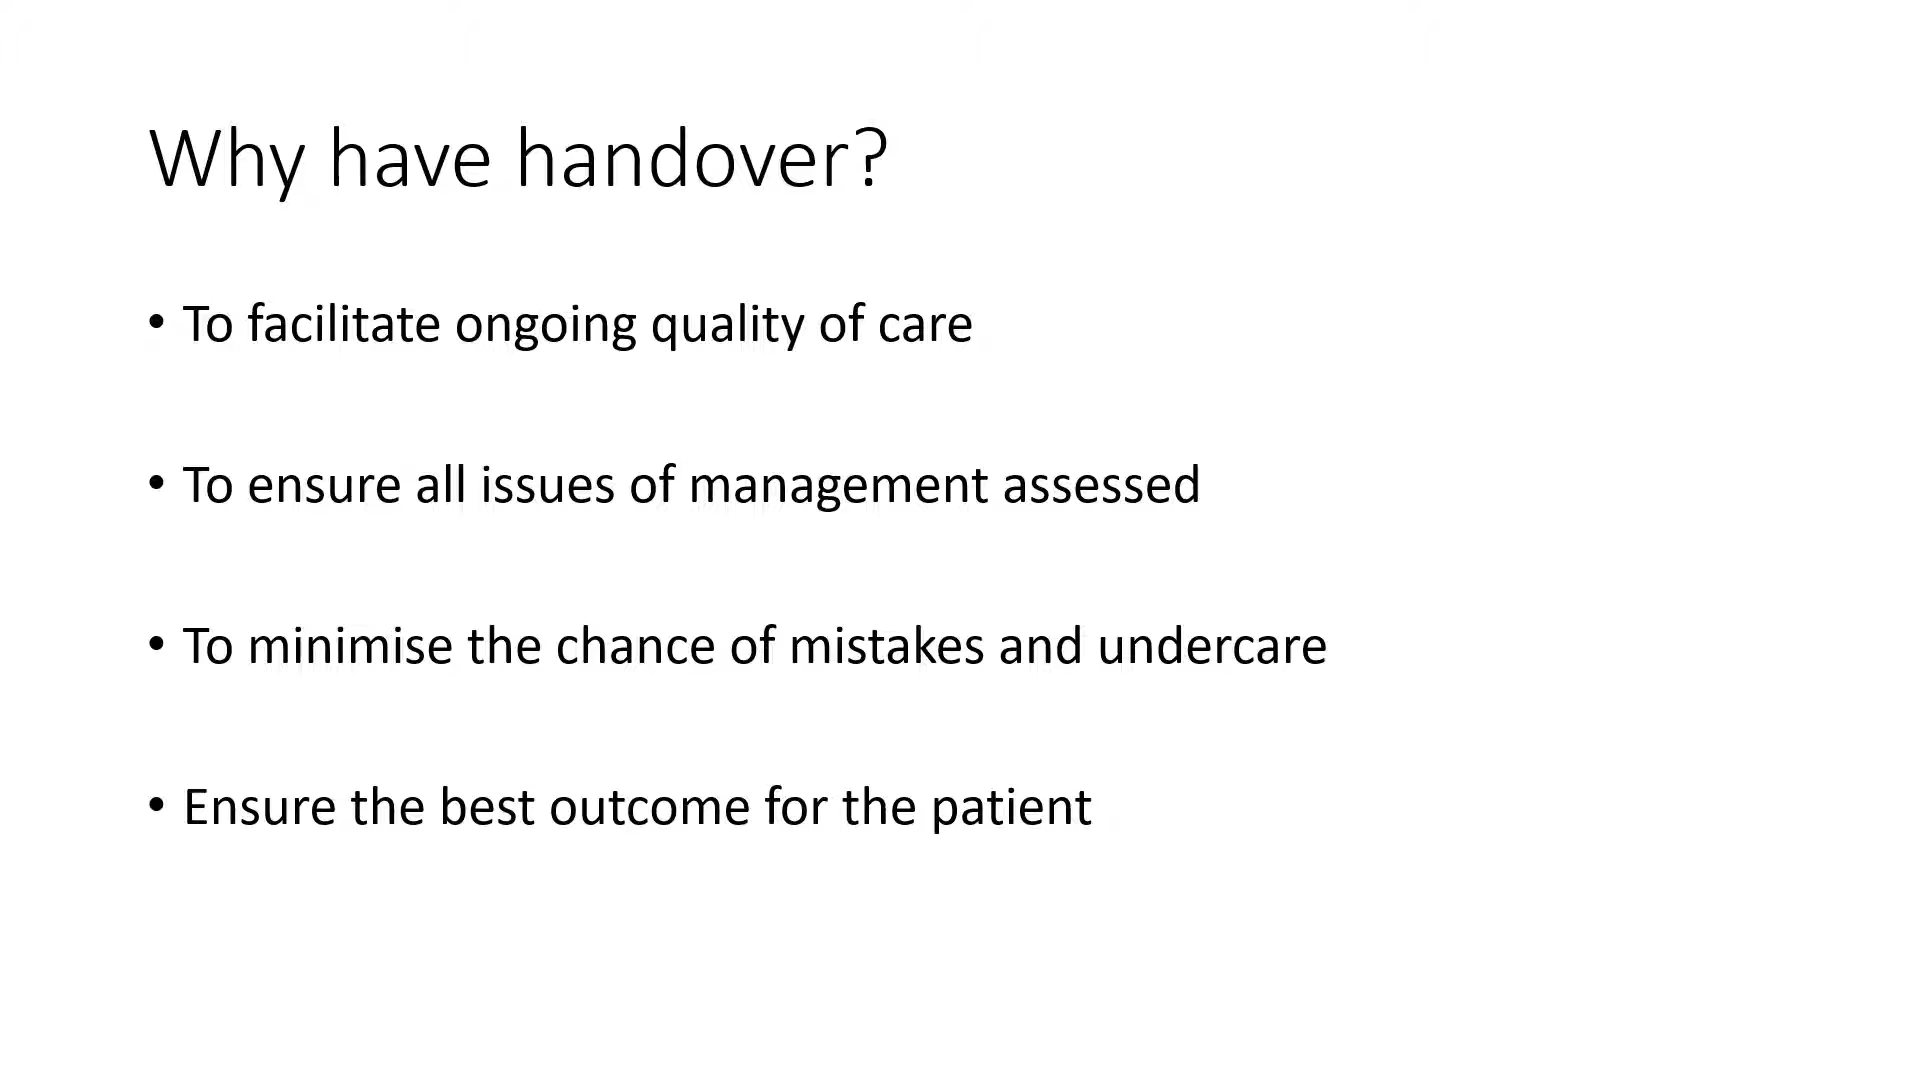 Why have handover?
• To facilitate ongoing quality of care
• To ensure all issues of management assessed
• To minimise the chance of mistakes and undercare
• Ensure the best outcome for the patient